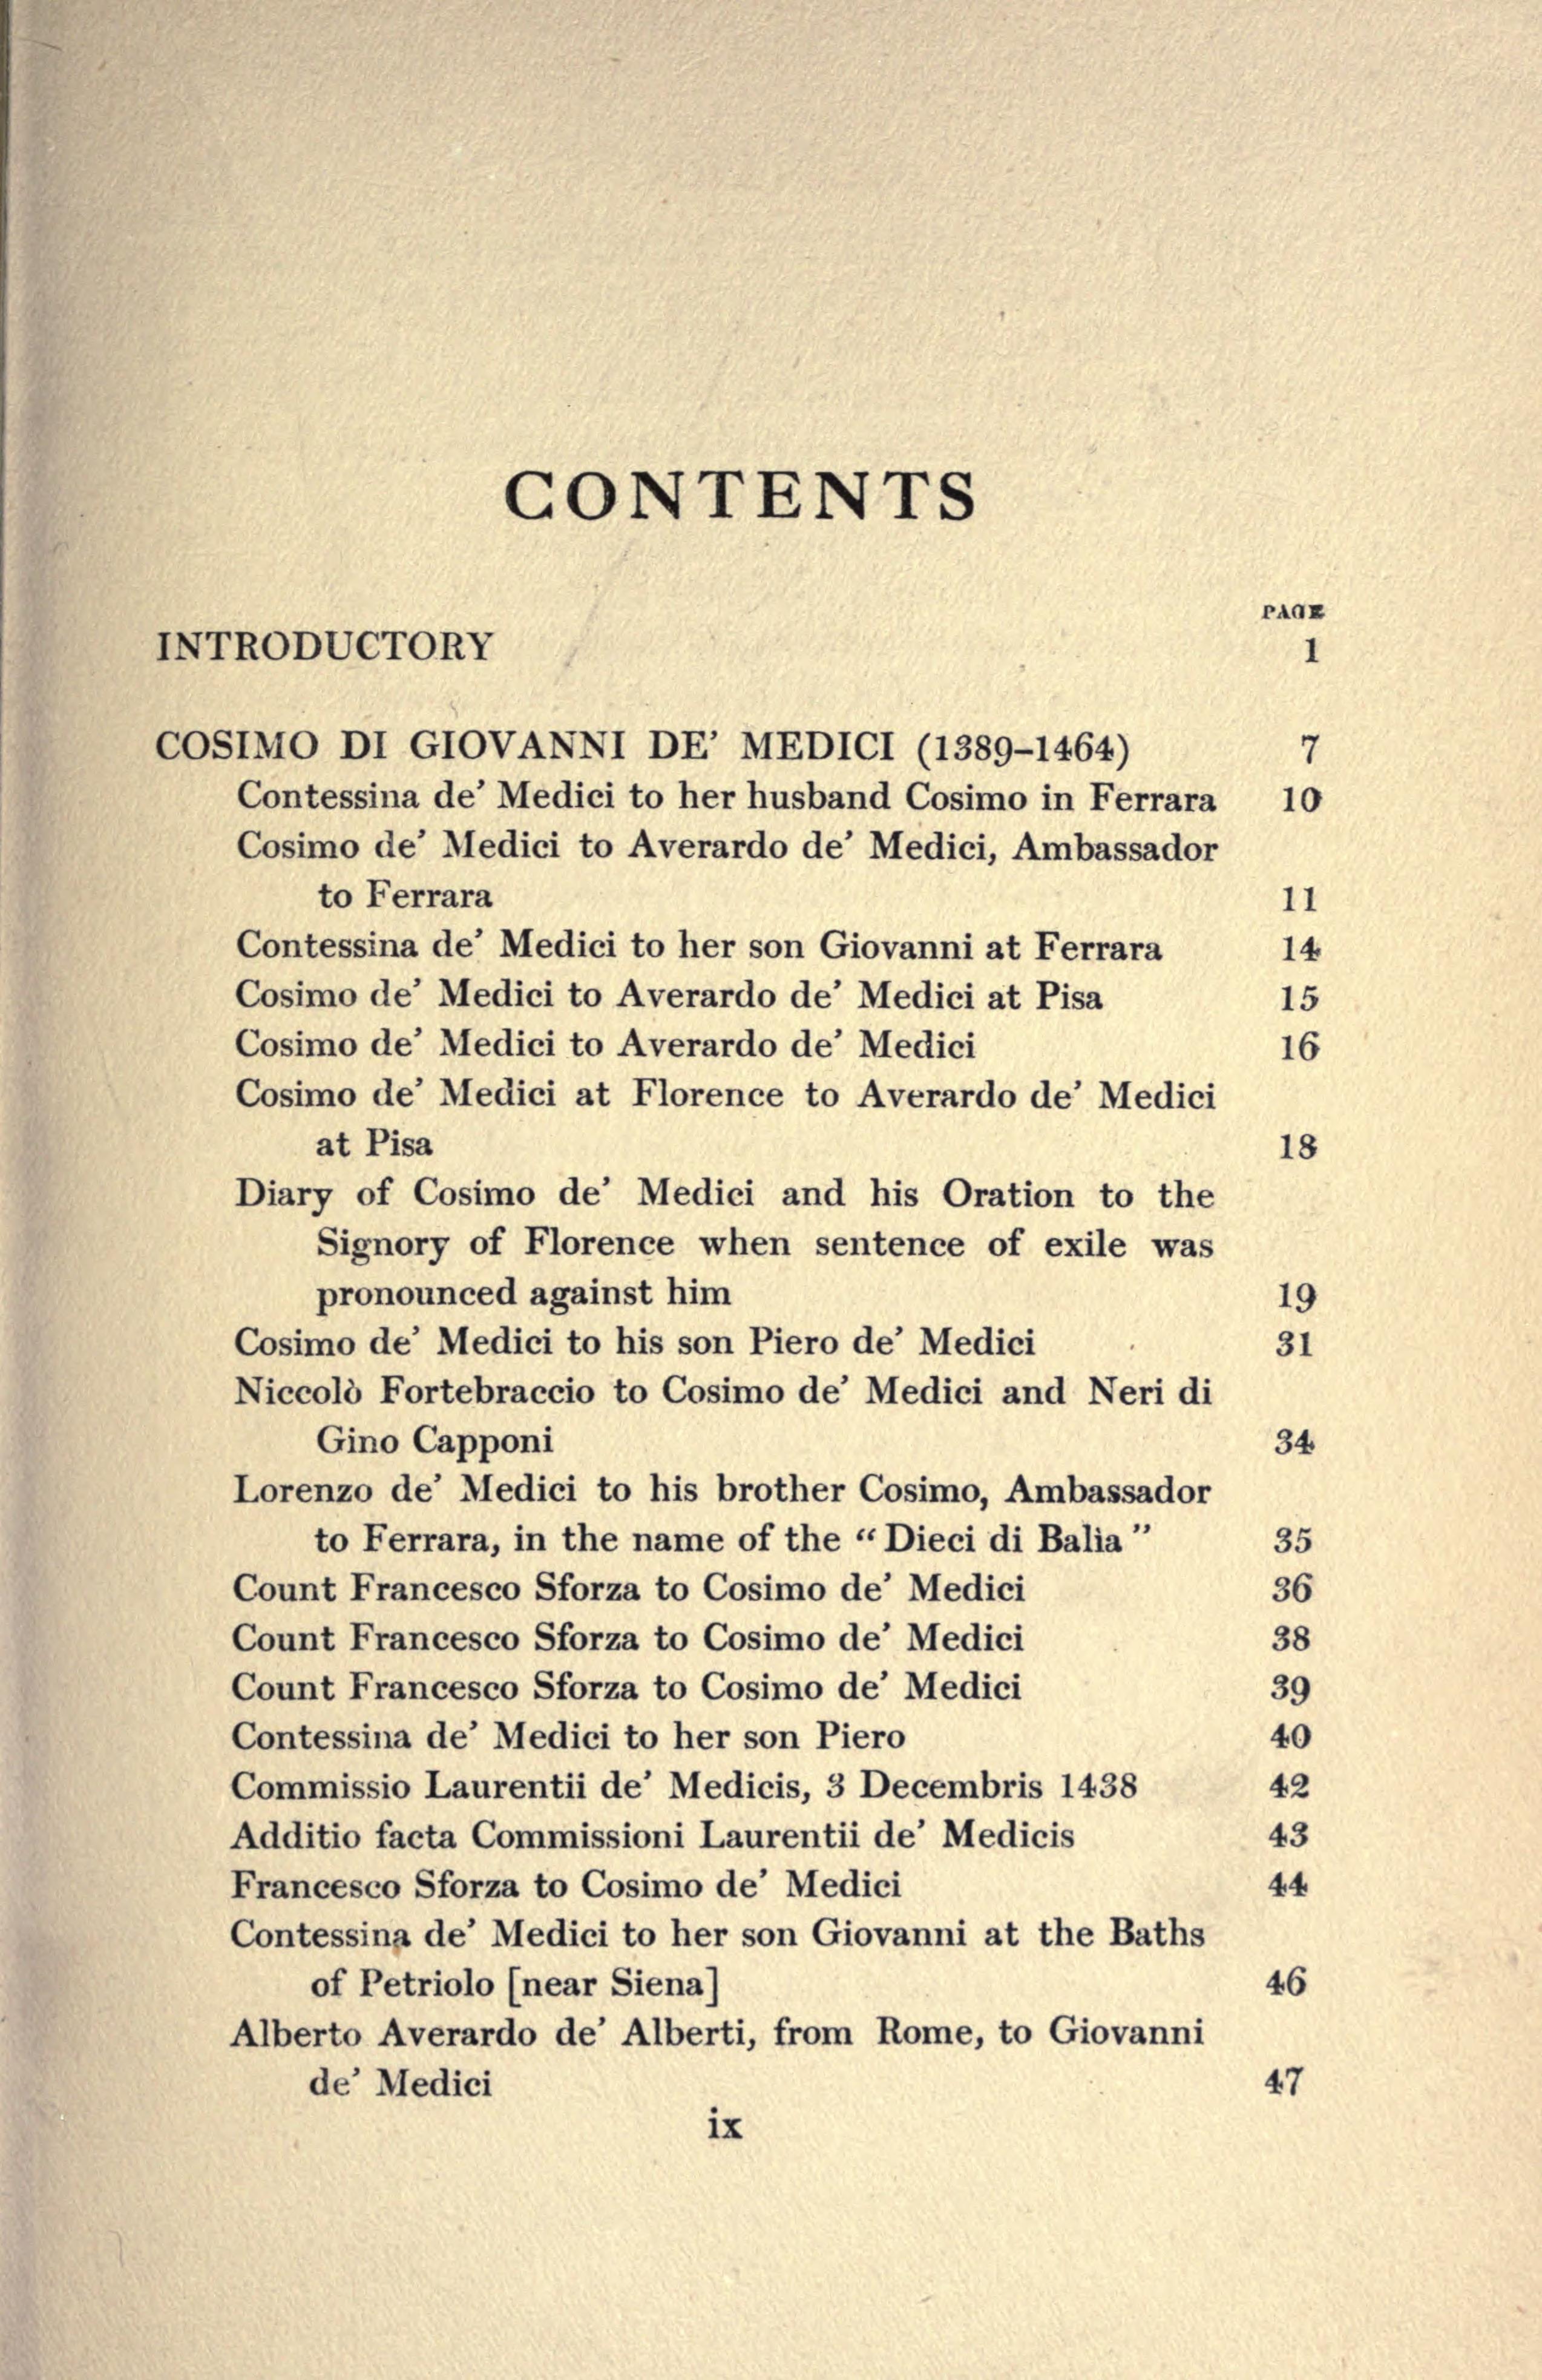 CONTENTS
PAGE
INTRODUCTORY 1
COSIMO DI GIOVANNI DE’ MEDICI (1389–1464) 7
Contessina de’ Medici to her husband Cosimo in Ferrara 10
Cosimo de’ Medici to Averardo de’ Medici, Ambassador
to Ferrara 11
Contessina de’ Medici to her son Giovanni at Ferrara 14
Cosimo de’ Medici to Averardo de’ Medici at Pisa 15
Cosimo de’ Medici to Averardo de’ Medici 16
Cosimo de’ Medici at Florence to Averardo de’ Medici
at Pisa 18
Diary of Cosimo de’ Medici and his Oration to the
Signory of Florence when sentence of exile was
pronounced against him 19
Cosimo de’ Medici to his son Piero de’ Medici 31
Niccolò Fortebraccio to Cosimo de’ Medici and Neri di
Gino Capponi 34
Lorenzo de’ Medici to his brother Cosimo, Ambassador
to Ferrara, in the name of the “Dieci di Balia” 35
Count Francesco Sforza to Cosimo de’ Medici 36
Count Francesco Sforza to Cosimo de’ Medici 38
Count Francesco Sforza to Cosimo de’ Medici 39
Contessina de’ Medici to her son Piero 40
Commissio Laurentii de’ Medicis, 3 Decembris 1438 42
Additio facta Commissioni Laurentii de’ Medicis 43
Francesco Sforza to Cosimo de’ Medici 44
Contessina de’ Medici to her son Giovanni at the Baths
of Petriolo [near Siena] 46
Alberto Averardo de’ Alberti, from Rome, to Giovanni
de’ Medici 47
ix